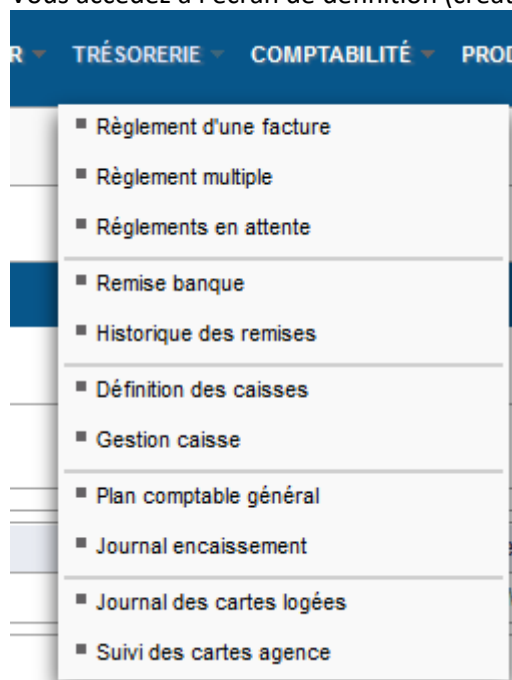 Vous accédez à l'écran de définition (créat
R TRÉSORERIE COMPTABILITÉ PROD
Règlement d'une facture
Règlement multiple
Réglements en attente
Remise banque
Historique des remises
Définition des caisses
Gestion caisse
Plan comptable général
Journal encaissement
Journal des cartes logées
Suivi des cartes agence